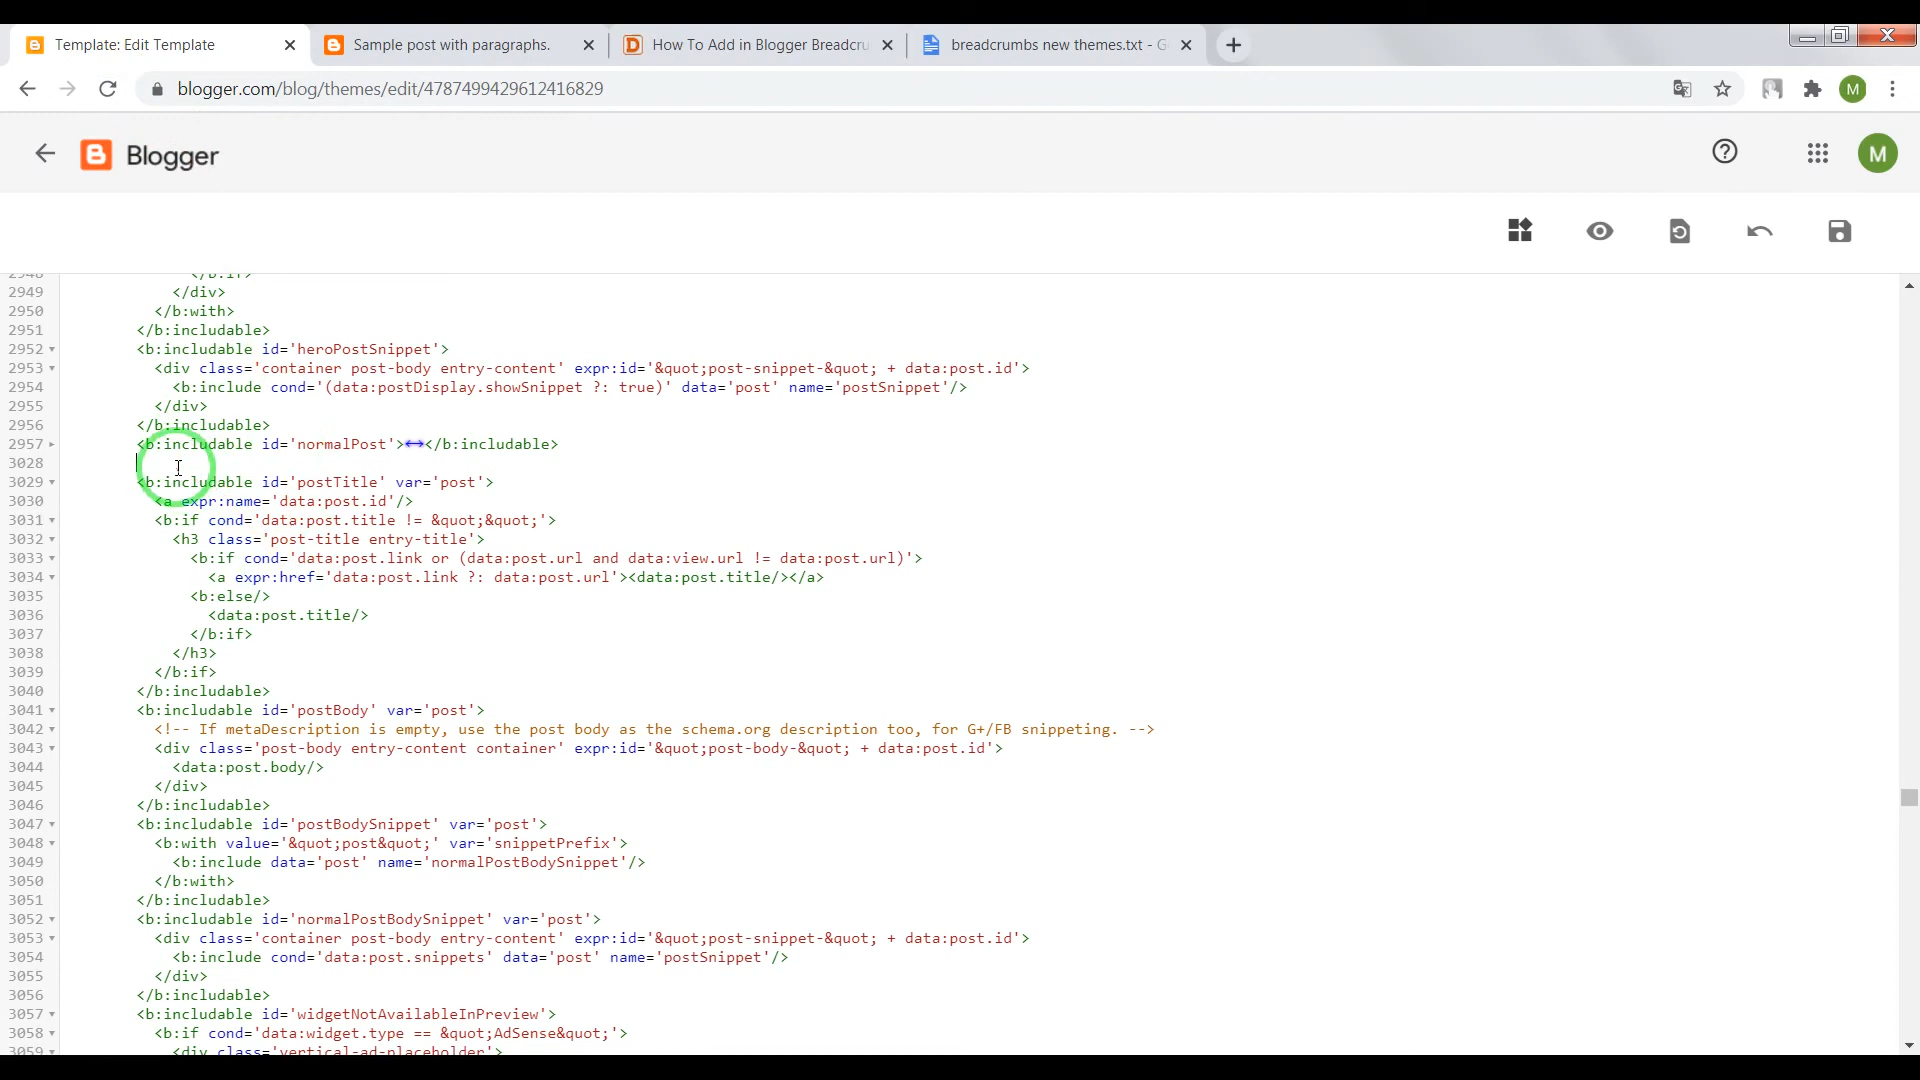 Template: Edit Template
Sample post with paragraphs.
How To Add in Blogger Breadcru
breadcrumbs new themes.txt - G
blogger.com/blog/themes/edit/4787499429612416829
M
Blogger
M
2948 </b:if>
2949 </div>
2950 </b:with>
2951 </b:includable>
2952 <b:includable id='heroPostSnippet'>
2953 <div class='container post-body entry-content' expr:id='&quot;post-snippet-&quot; + data:post.id'>
2954 <b:include cond='(data:postDisplay.showSnippet ?: true)' data='post' name='postSnippet'/>
2955 </div>
2956 </b:includable>
2957 <b:includable id='normalPost'>↔</b:includable>
3028
3029 <b:includable id='postTitle' var='post'>
3030 <a expr:name='data:post.id'/>
3031 <b:if cond='data:post.title != &quot;&quot;'>
3032 <h3 class='post-title entry-title'>
3033 <b:if cond='data:post.link or (data:post.url and data:view.url != data:post.url)'>
3034 <a expr:href='data:post.link ?: data:post.url'><data:post.title/></a>
3035 <b:else/>
3036 <data:post.title/>
3037 </b:if>
3038 </h3>
3039 </b:if>
3040 </b:includable>
3041 <b:includable id='postBody' var='post'>
3042 <!-- If metaDescription is empty, use the post body as the schema.org description too, for G+/FB snippeting. -->
3043 <div class='post-body entry-content container' expr:id='&quot;post-body-&quot; + data:post.id'>
3044 <data:post.body/>
3045 </div>
3046 </b:includable>
3047 <b:includable id='postBodySnippet' var='post'>
3048 <b:with value='&quot;post&quot;' var='snippetPrefix'>
3049 <b:include data='post' name='normalPostBodySnippet'/>
3050 </b:with>
3051 </b:includable>
3052 <b:includable id='normalPostBodySnippet' var='post'>
3053 <div class='container post-body entry-content' expr:id='&quot;post-snippet-&quot; + data:post.id'>
3054 <b:include cond='data:post.snippets' data='post' name='postSnippet'/>
3055 </div>
3056 </b:includable>
3057 <b:includable id='widgetNotAvailableInPreview'>
3058 <b:if cond='data:widget.type == &quot;AdSense&quot;'>
3059 <div class='vertical-ad-placeholder'>